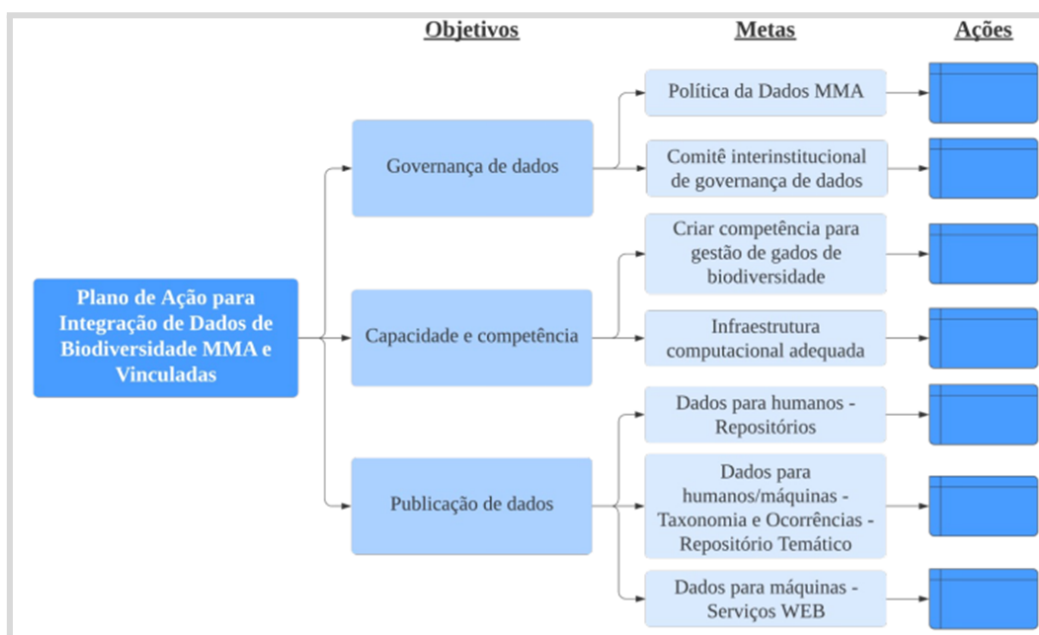 Objetivos
Metas
Ações
Plano de Ação para
Integração de Dados de
Biodiversidade MMA e
Vinculadas
Governança de dados
Política da Dados MMA
Comitê interinstitucional
de governança de dados
Capacidade e competência
Criar competência para
gestão de gados de
biodiversidade
Infraestrutura
computacional adequada
Publicação de dados
Dados para humanos -
Repositórios
Dados para
humanos/máquinas -
Taxonomia e Ocorrências -
Repositório Temático
Dados para máquinas -
Serviços WEB